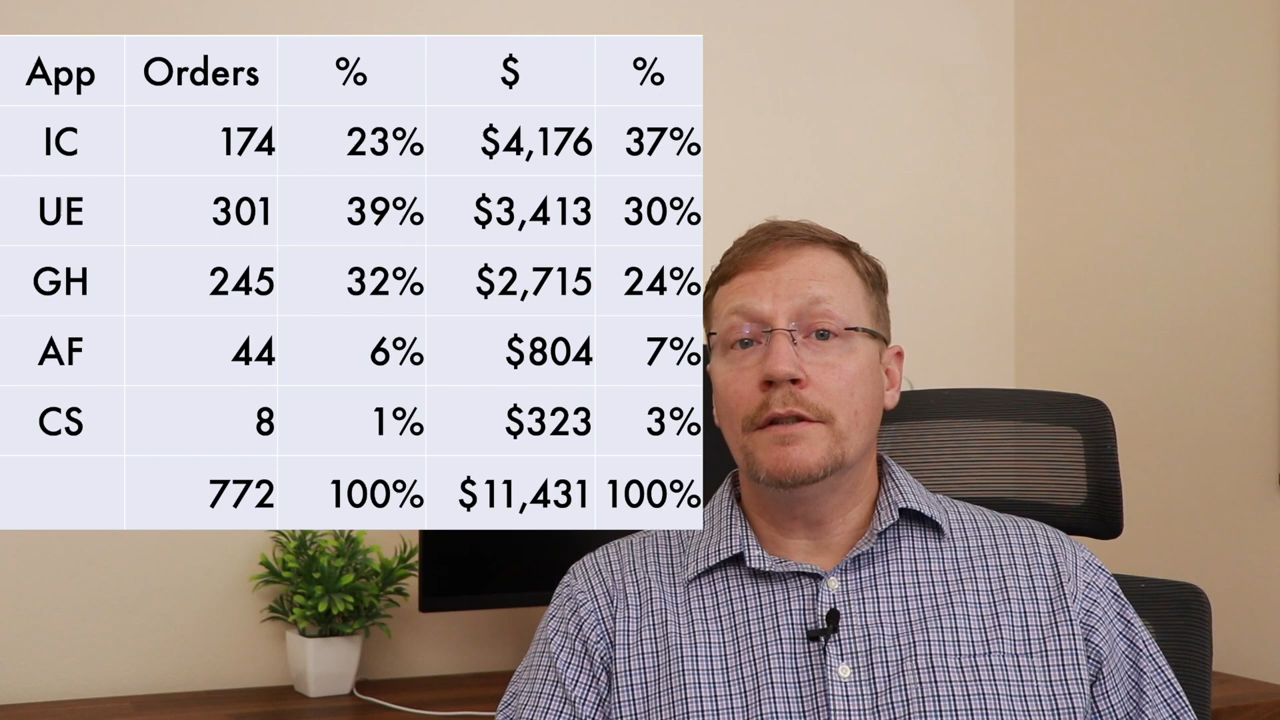 App Orders % $ %
IC 174 23% $4,176 37%
UE 301 39% $3,413 30%
GH 245 32% $2,715 24%
AF 44 6% $804 7%
CS 8 1% $323 3%
772 100% $11,431 100%